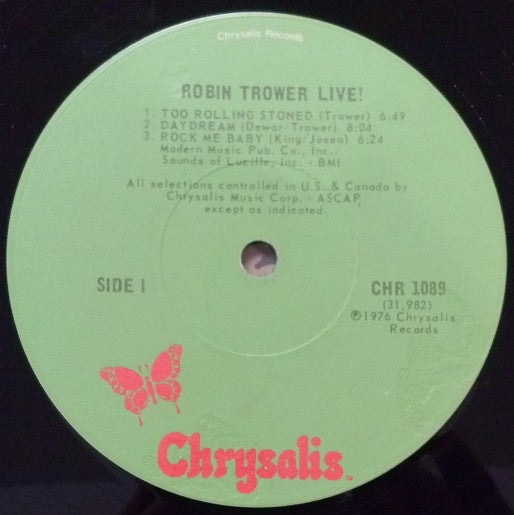 Chrysalis Records
ROBIN TROWER LIVE!
1. TOO ROLLING STONED (Trower) 6:49
2. DAYDREAM (Dewar/Trower) 8:04
3. ROCK ME BABY (King/Josea) 6:24
Modern Music Pub. Co., Inc./
Sounds of Lucille, Inc. - BMI
All selections controlled in U.S. & Canada by
Chrysalis Music Corp. - ASCAP,
except as indicated.
SIDE 1
CHR 1089
(31,982)
℗1976 Chrysalis
Records
Chrysalis™